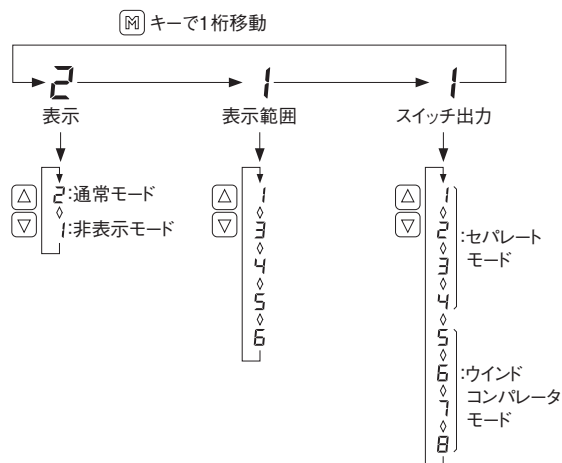 M キーで1桁移動
2 1 1
表示 表示範囲 スイッチ出力
2:通常モード
1:非表示モード
1
3
4
5
6
1
2
3
4
:セパレート
モード
5
6
7
8
:ウインド
コンパレータ
モード